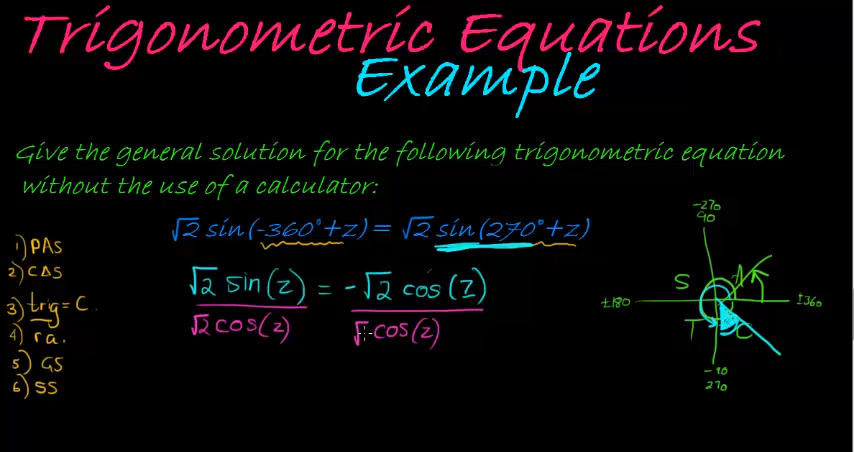 Trigonometric Equations
Example
Give the general solution for the following trigonometric equation
without the use of a calculator:
√2 sin(-360°+z) = √2 sin(270°+z)
1) PAs
2) CAs
3) trig = C.
4) ra.
5) GS
6) SS
√2 sin(z) = -√2 cos(z)
√2 cos(z) √ cos(z)
-270
90
S A
±180 ±360
T C
-90
270